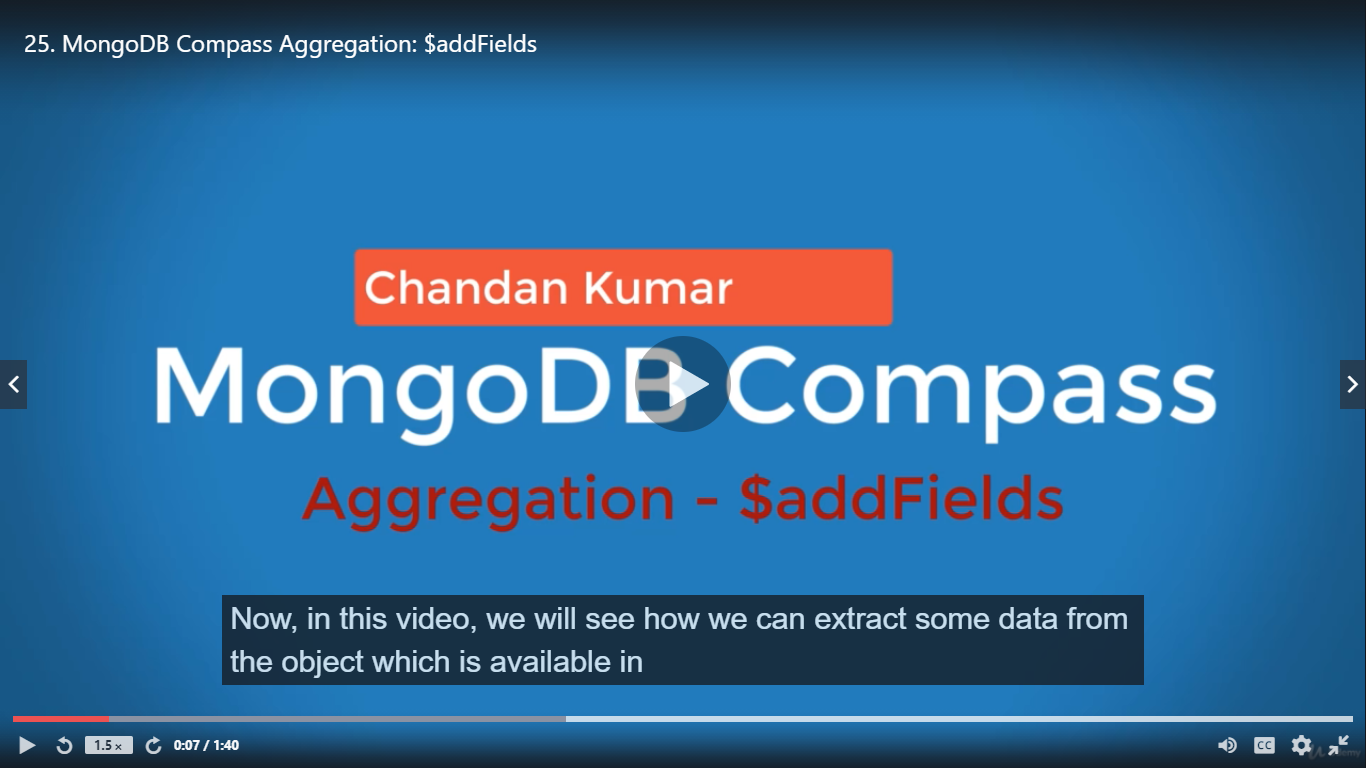 25. MongoDB Compass Aggregation: $addFields
Chandan Kumar
MongoDB Compass
Aggregation - $addFields
Now, in this video, we will see how we can extract some data from
the object which is available in
1.5 x
0:07 / 1:40
CC